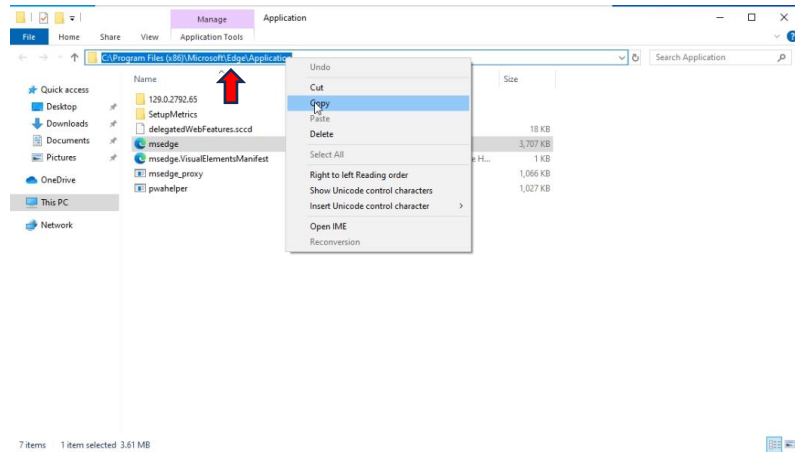 Manage
Application
File
Home
Share
View
Application Tools
C:\Program Files (x86)\Microsoft\Edge\Application
Search Application
Undo
Cut
Copy
Paste
Delete
Select All
Right to left Reading order
Show Unicode control characters
Insert Unicode control character
Open IME
Reconversion
Quick access
Desktop
Downloads
Documents
Pictures
OneDrive
This PC
Network
Name
Size
129.0.2792.65
SetupMetrics
delegatedWebFeatures.sccd
18 KB
msedge
3,707 KB
msedge.VisualElementsManifest
e H...
1 KB
msedge_proxy
1,066 KB
pwahelper
1,027 KB
7 items
1 item selected 3.61 MB